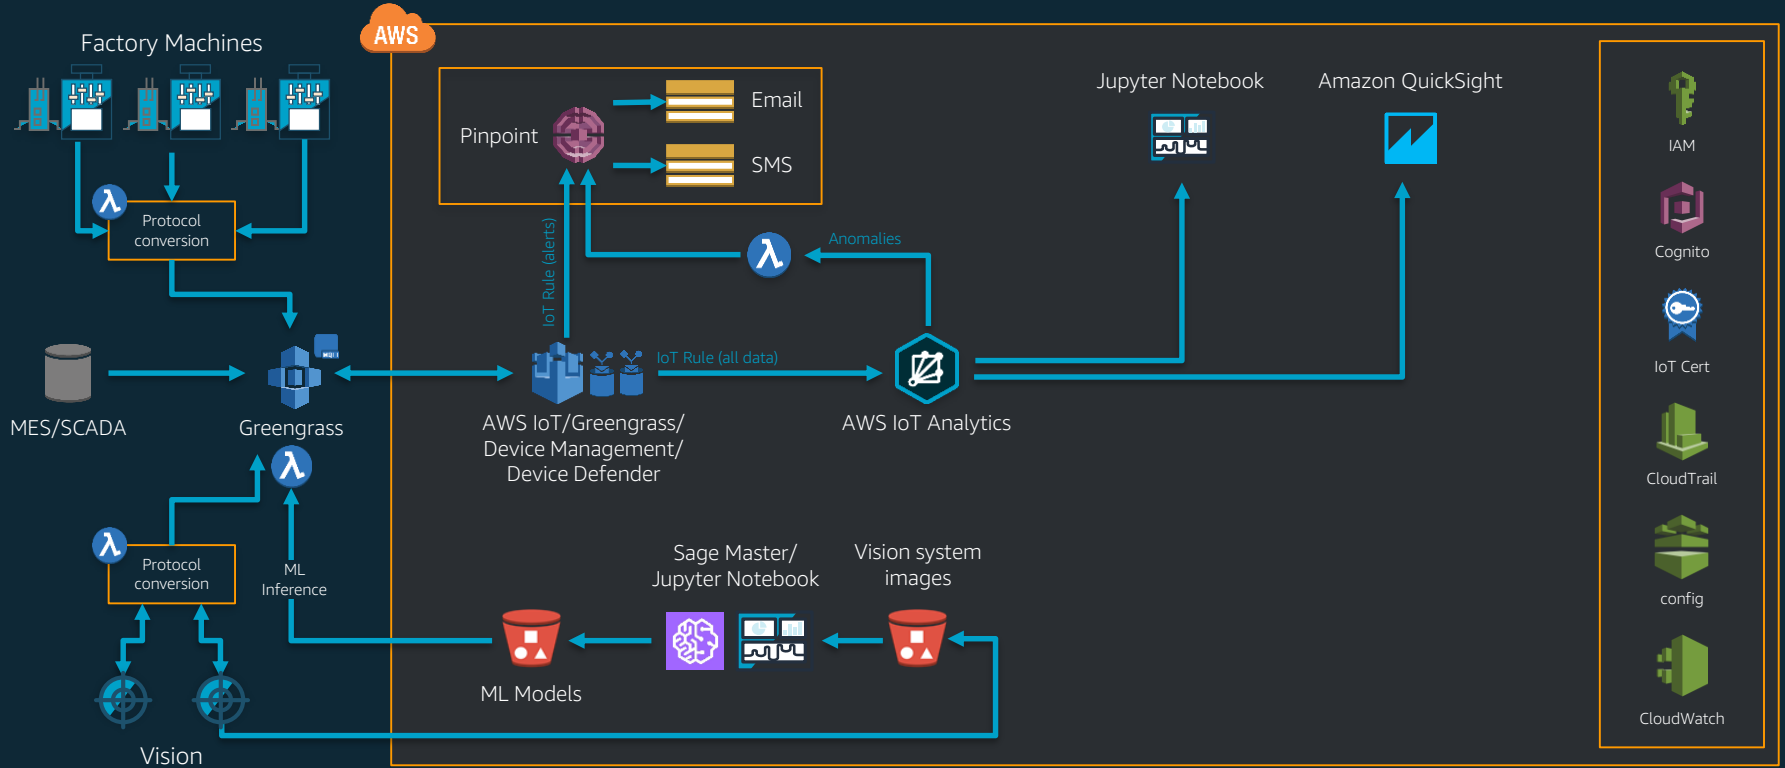 Factory Machines
AWS
Jupyter Notebook
Amazon QuickSight
Email
Pinpoint
SMS
IAM
Protocol
conversion
IoT Rule (alerts)
Anomalies
Cognito
IoT Rule (all data)
IoT Cert
MES/SCADA
Greengrass
AWS IoT/Greengrass/
Device Management/
Device Defender
AWS IoT Analytics
CloudTrail
Protocol
conversion
ML
Inference
Sage Master/
Jupyter Notebook
Vision system
images
config
ML Models
CloudWatch
Vision